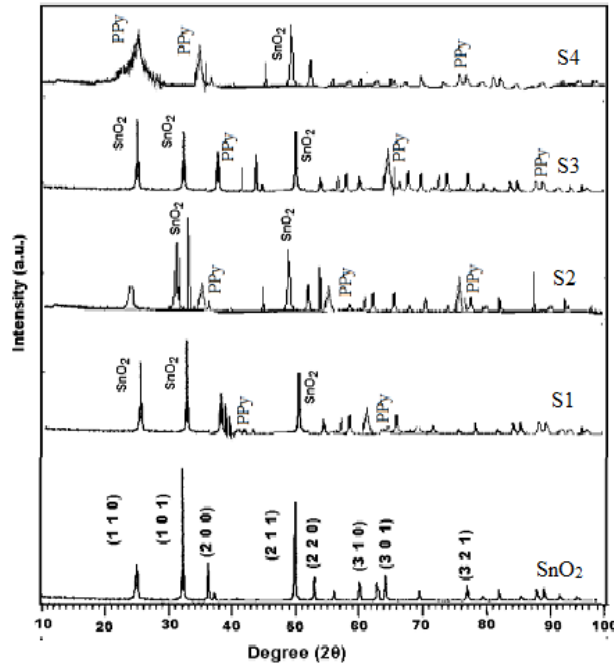 PPy
PPy
SnO₂
PPy
S4
SnO₂
SnO₂
PPy
SnO₂
PPy
S3
SnO₂
PPy
SnO₂
PPy
PPy
S2
SnO₂
SnO₂
PPy
SnO₂
PPy
S1
(1 1 0)
(1 0 1)
(2 0 0)
(2 1 1)
(2 2 0)
(3 1 0)
(3 0 1)
(3 2 1)
SnO₂
Intensity (a.u.)
10 20 30 40 50 60 70 80 90 100
Degree (2θ)